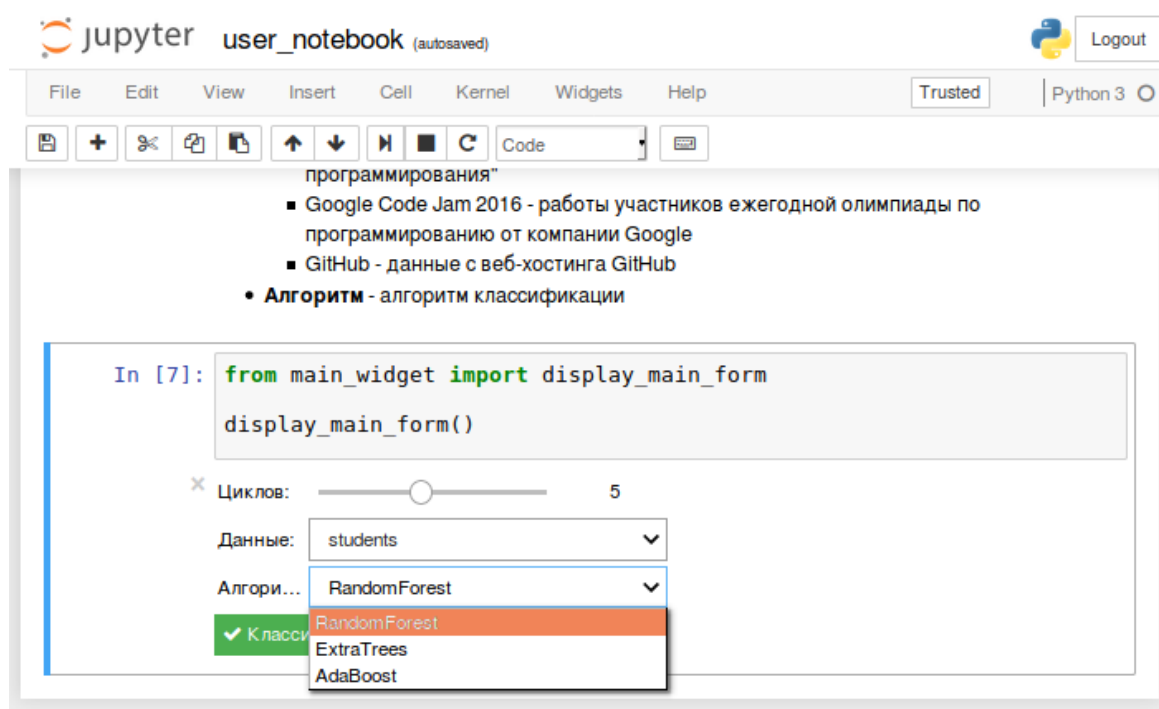 jupyter user_notebook (autosaved) Logout
File Edit View Insert Cell Kernel Widgets Help Trusted Python 3
Code
программирования"
Google Code Jam 2016 - работы участников ежегодной олимпиады по
программированию от компании Google
GitHub - данные с веб-хостинга GitHub
Алгоритм - алгоритм классификации
In [7]: from main_widget import display_main_form
display_main_form()
Циклов: 5
Данные: students
Алгори... RandomForest
RandomForest
Класси
ExtraTrees
AdaBoost